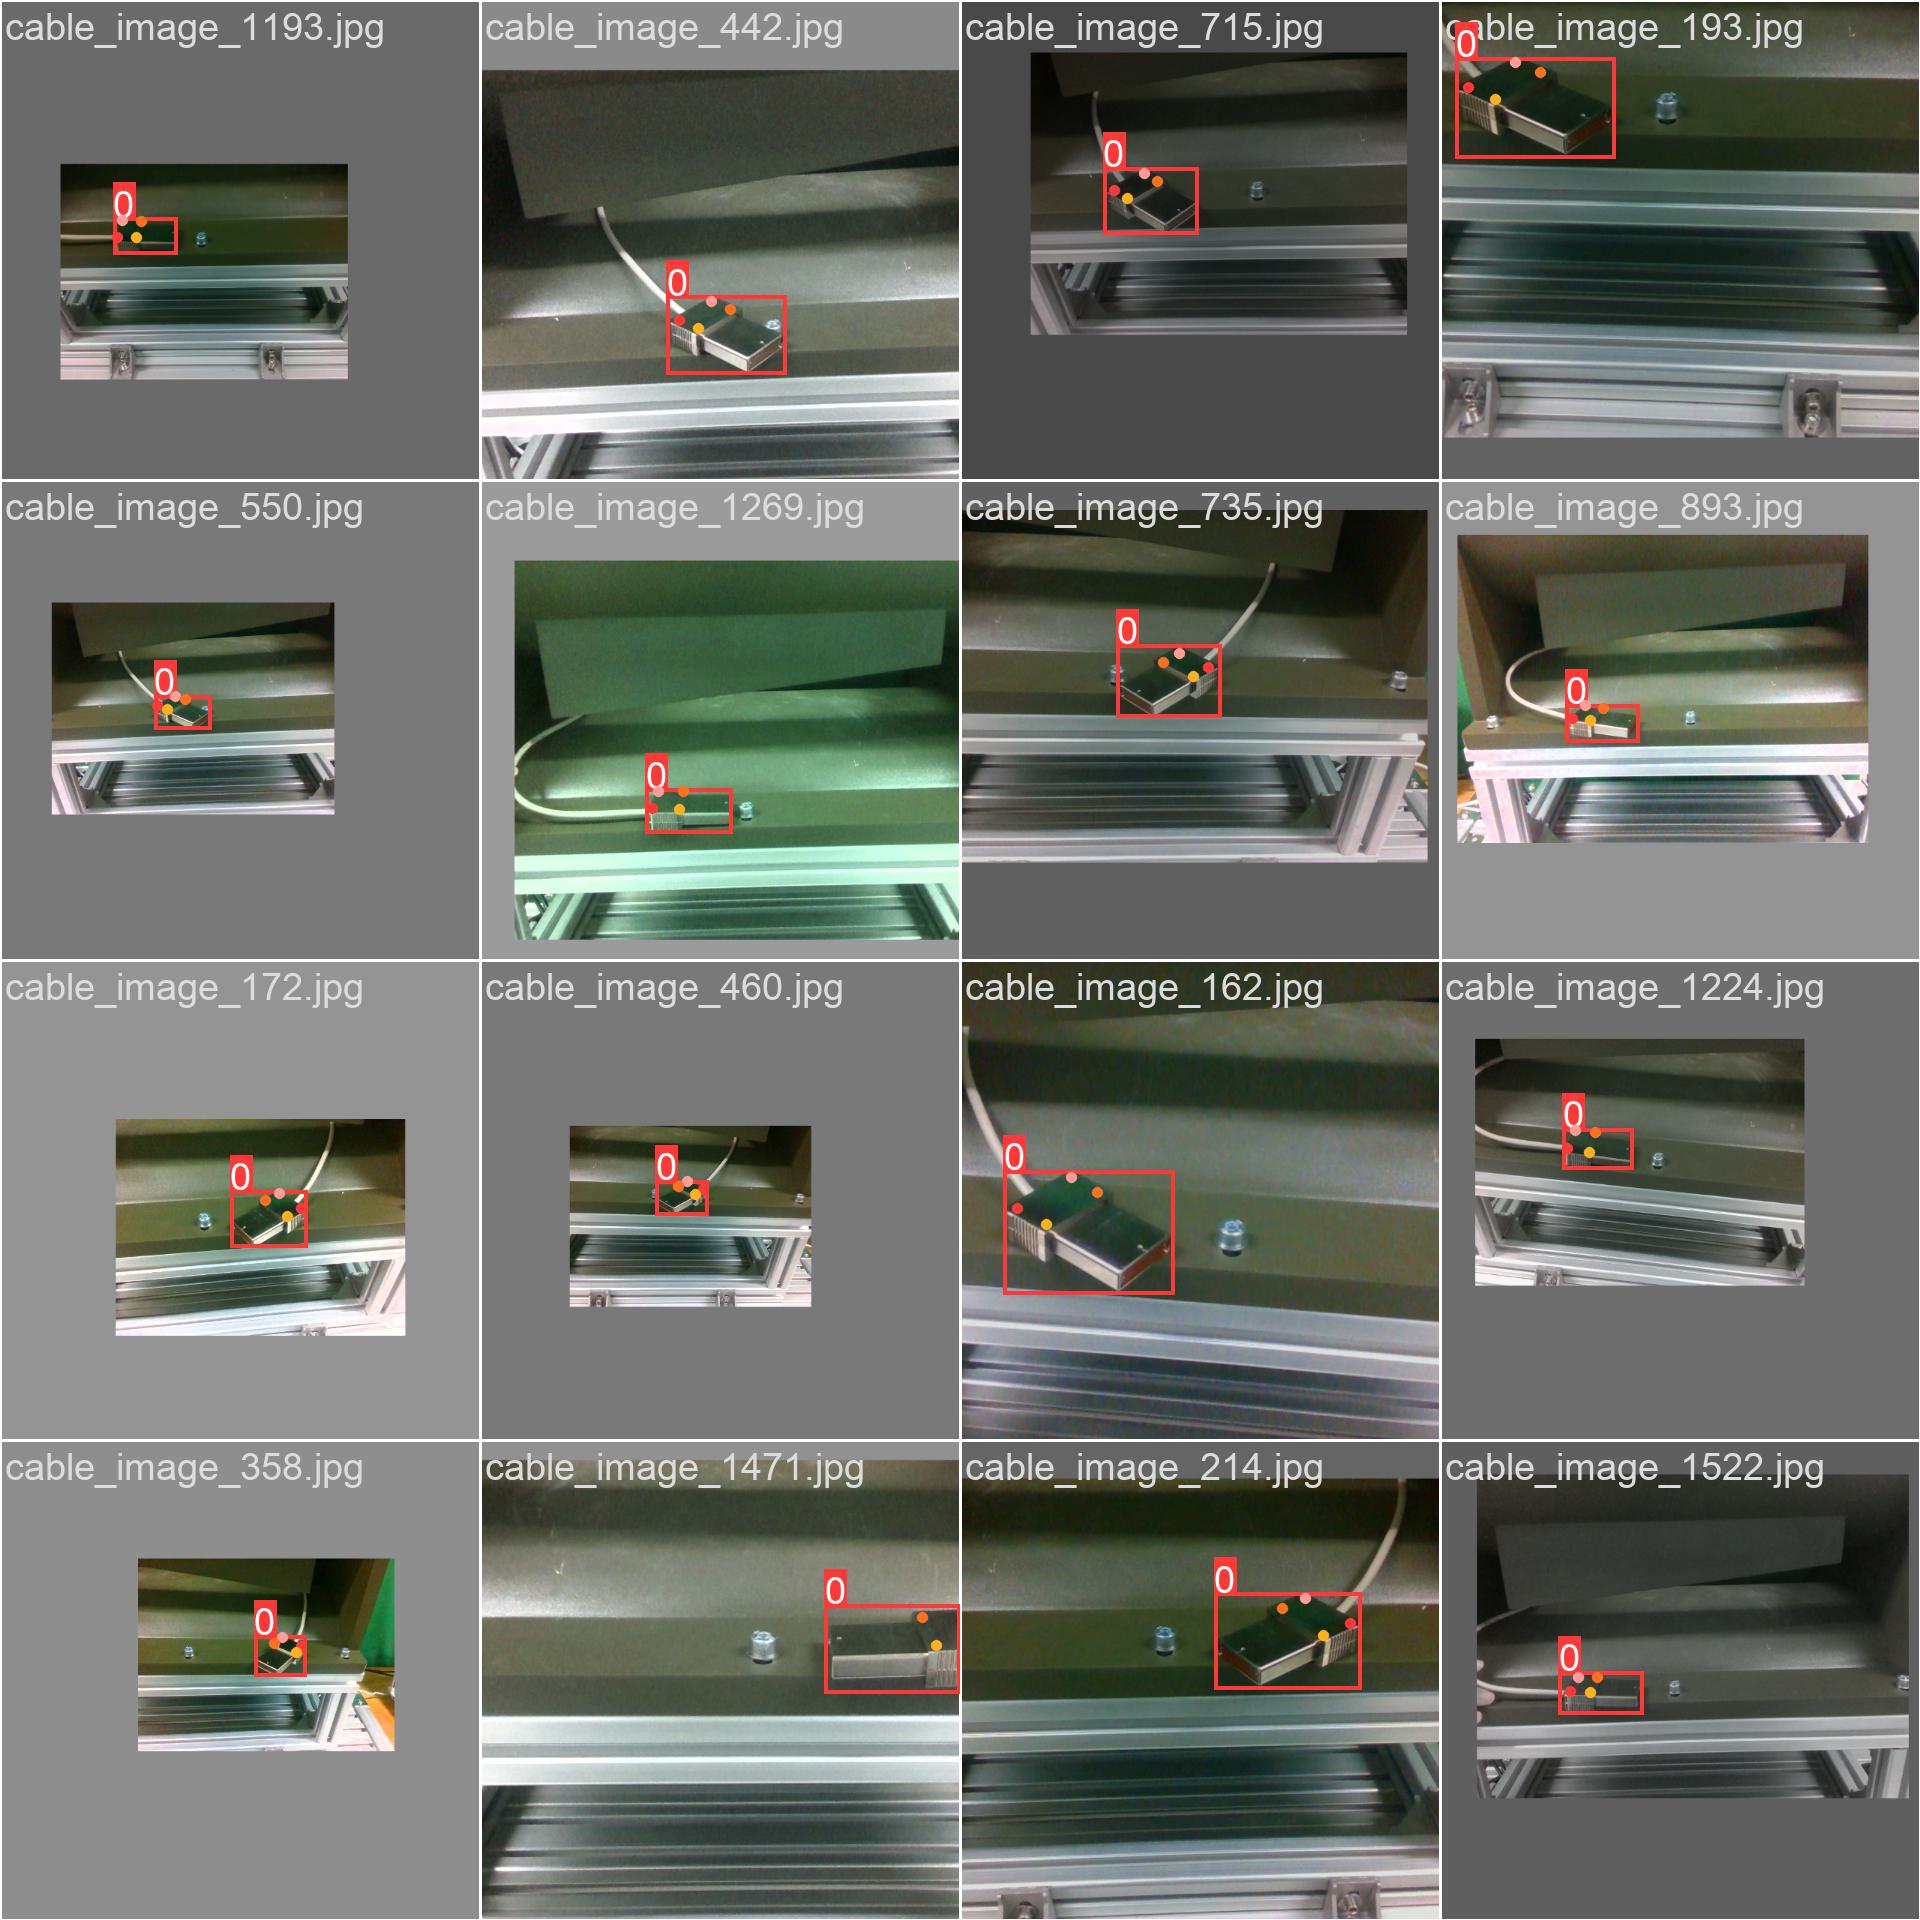 cable_image_1193.jpg
cable_image_442.jpg
cable_image_715.jpg
cable_image_193.jpg
0
0
0
0
cable_image_550.jpg
cable_image_1269.jpg
cable_image_735.jpg
cable_image_893.jpg
0
0
0
0
cable_image_172.jpg
cable_image_460.jpg
cable_image_162.jpg
cable_image_1224.jpg
0
0
0
0
cable_image_358.jpg
cable_image_1471.jpg
cable_image_214.jpg
cable_image_1522.jpg
0
0
0
0